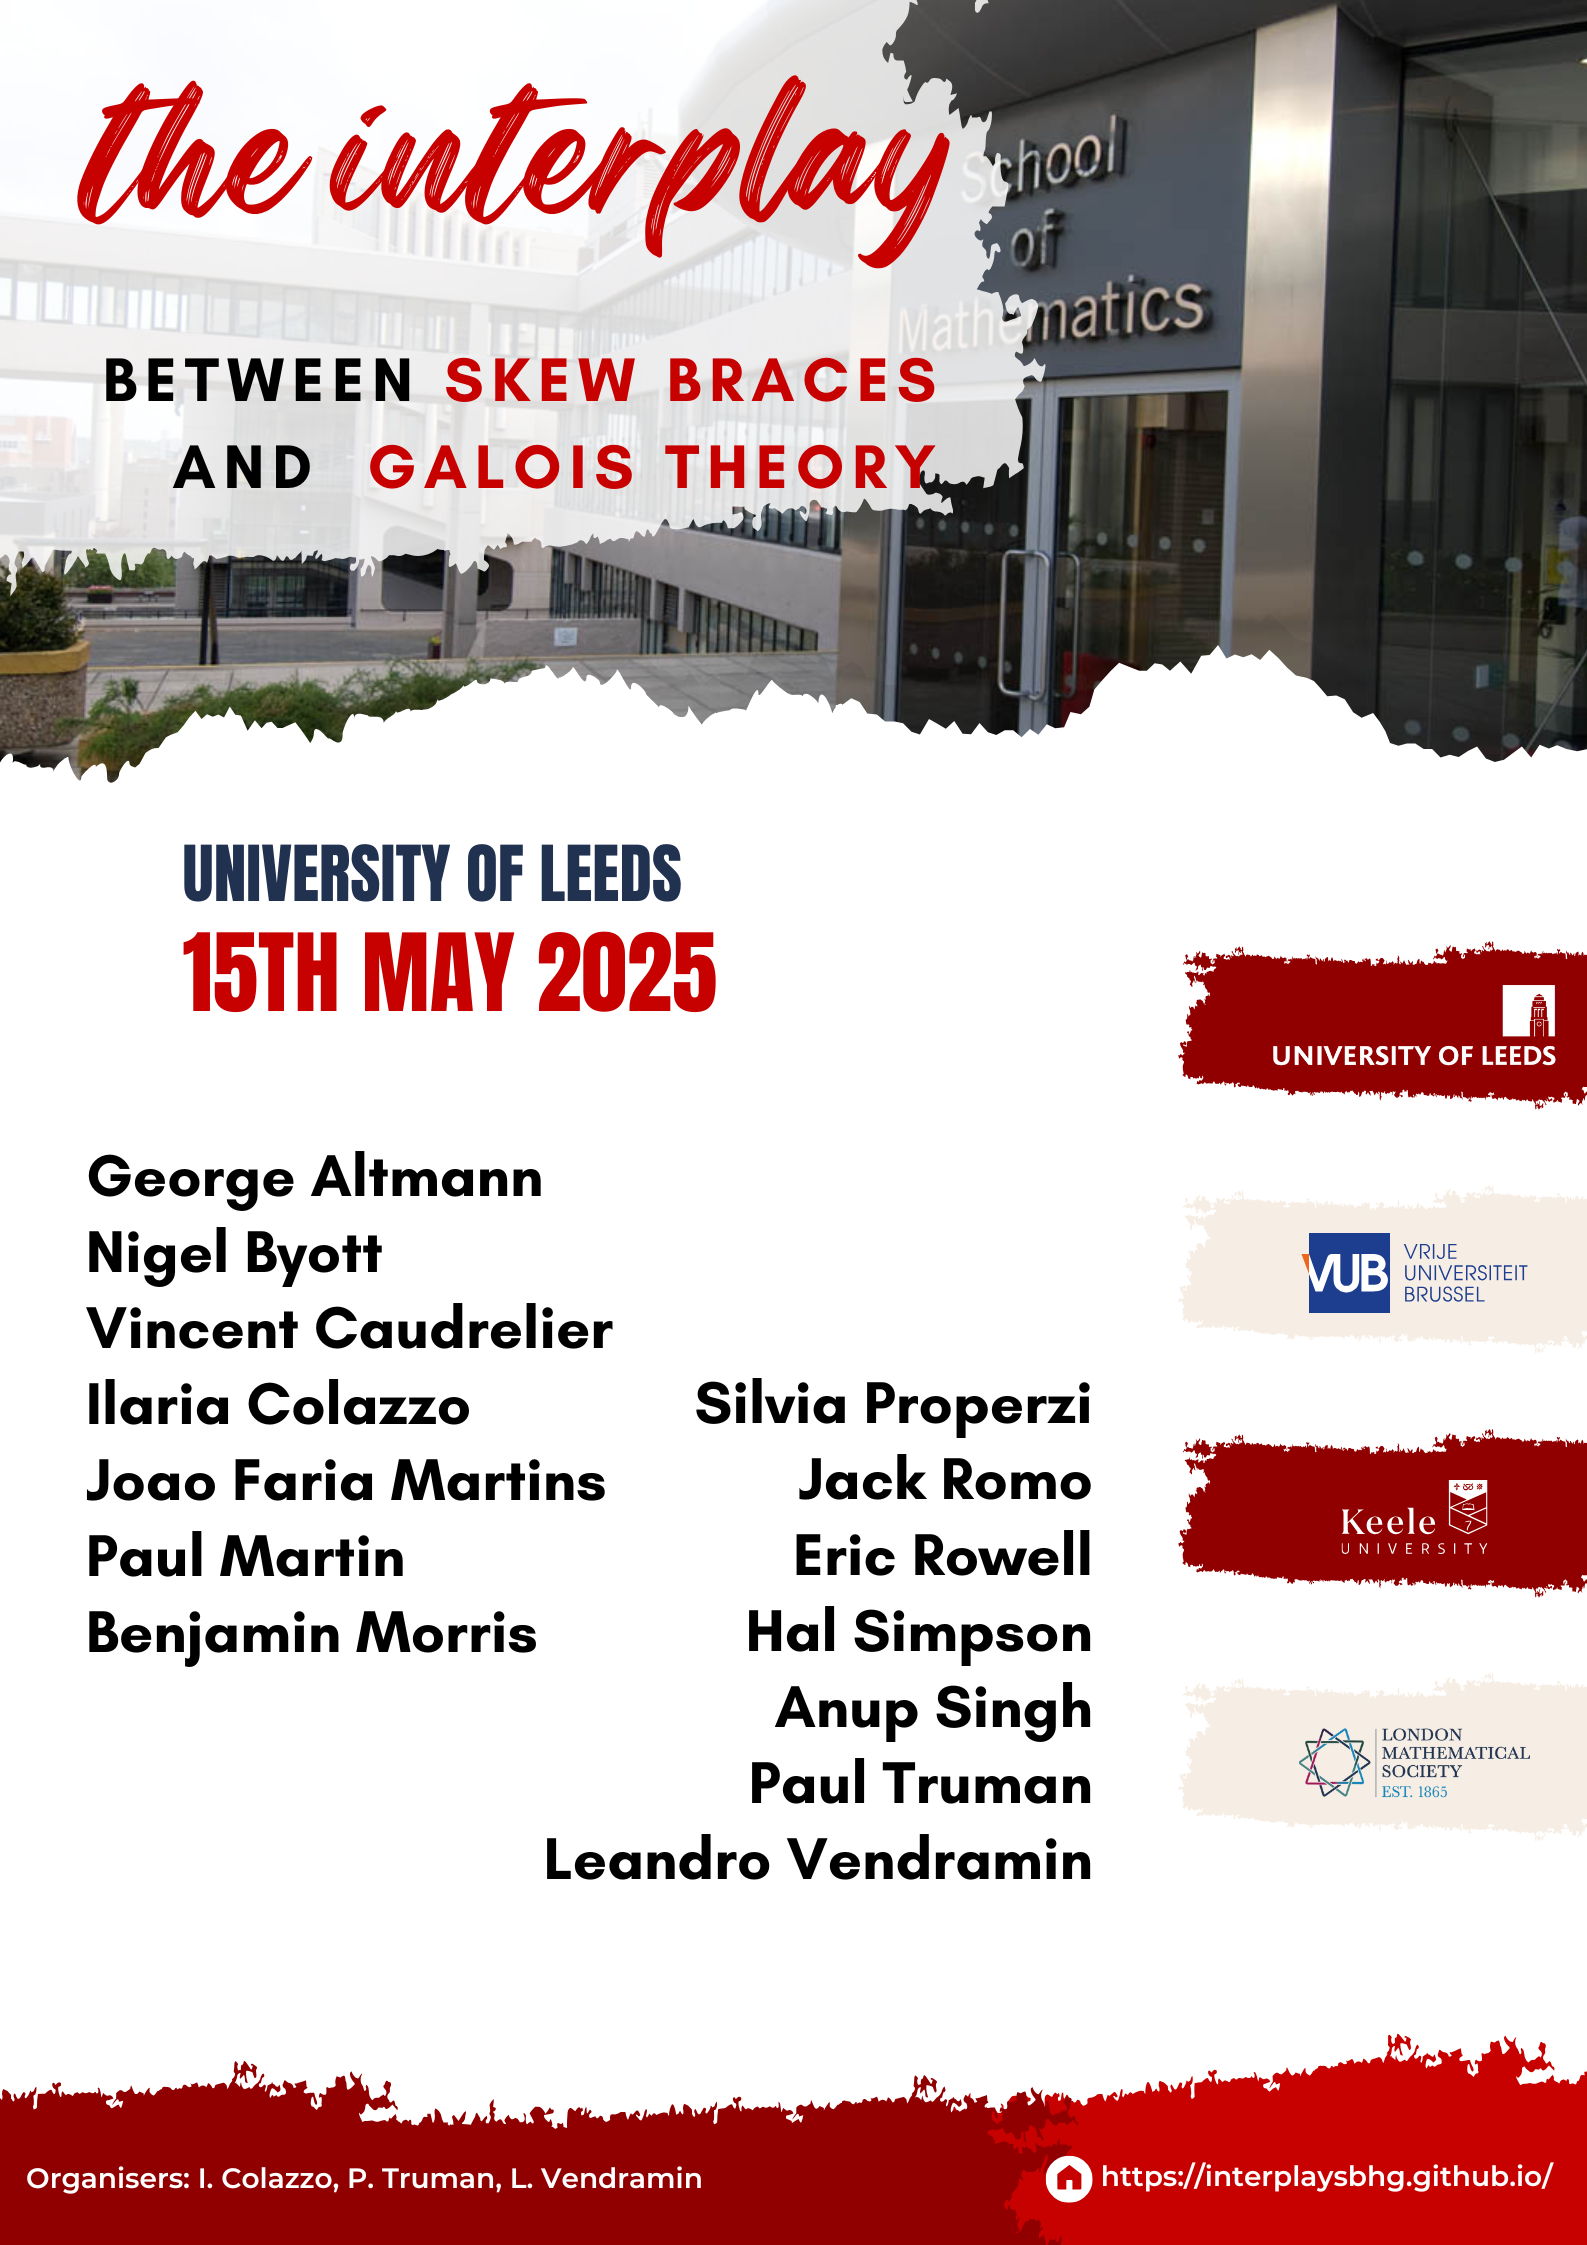 the interplay
BETWEEN SKEW BRACES
AND GALOIS THEORY
School
of
Mathematics
UNIVERSITY OF LEEDS
15TH MAY 2025
George Altmann
Nigel Byott
Vincent Caudrelier
Ilaria Colazzo
Joao Faria Martins
Paul Martin
Benjamin Morris
Silvia Properzi
Jack Romo
Eric Rowell
Hal Simpson
Anup Singh
Paul Truman
Leandro Vendramin
UNIVERSITY OF LEEDS
VUB
VRIJE
UNIVERSITEIT
BRUSSEL
Keele
UNIVERSITY
LONDON
MATHEMATICAL
SOCIETY
EST. 1865
Organisers: I. Colazzo, P. Truman, L. Vendramin
https://interplaysbhg.github.io/